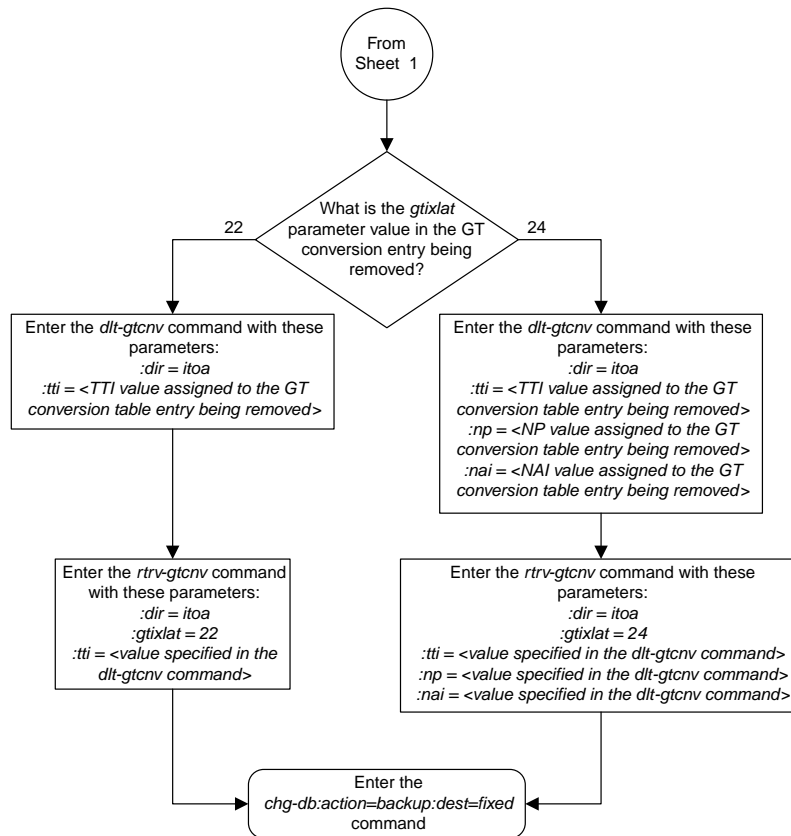 From
Sheet 1
What is the gtixlat
parameter value in the GT
conversion entry being
removed?
22
24
Enter the dlt-gtcnv command with these
parameters:
:dir = itoa
:tti = <TTI value assigned to the GT
conversion table entry being removed>
Enter the dlt-gtcnv command with these
parameters:
:dir = itoa
:tti = <TTI value assigned to the GT
conversion table entry being removed>
:np = <NP value assigned to the GT
conversion table entry being removed>
:nai = <NAI value assigned to the GT
conversion table entry being removed>
Enter the rtrv-gtcnv command
with these parameters:
:dir = itoa
:gtixlat = 22
:tti = <value specified in the
dlt-gtcnv command>
Enter the rtrv-gtcnv command with these
parameters:
:dir = itoa
:gtixlat = 24
:tti = <value specified in the dlt-gtcnv command>
:np = <value specified in the dlt-gtcnv command>
:nai = <value specified in the dlt-gtcnv command>
Enter the
chg-db:action=backup:dest=fixed
command